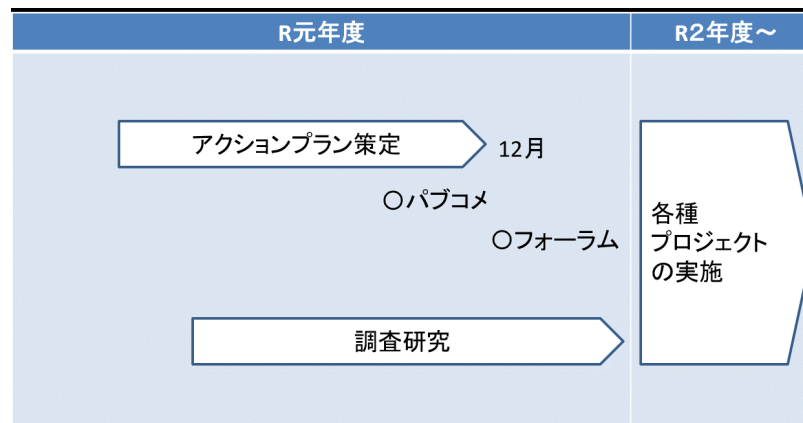 R元年度
R2年度~
アクションプラン策定
12月
○パブコメ
○フォーラム
各種
プロジェクト
の実施
調査研究